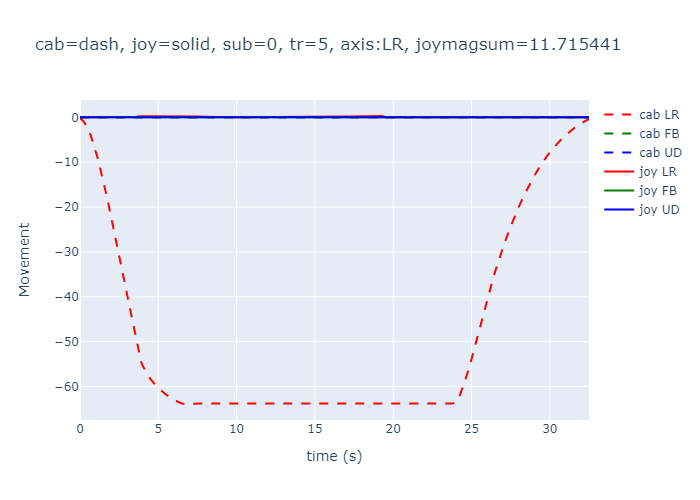 cab=dash, joy=solid, sub=0, tr=5, axis:LR, joymagsum=11.715441
cab LR
cab FB
cab UD
joy LR
joy FB
joy UD
Movement
0
−10
−20
−30
−40
−50
−60
0 5 10 15 20 25 30
time (s)